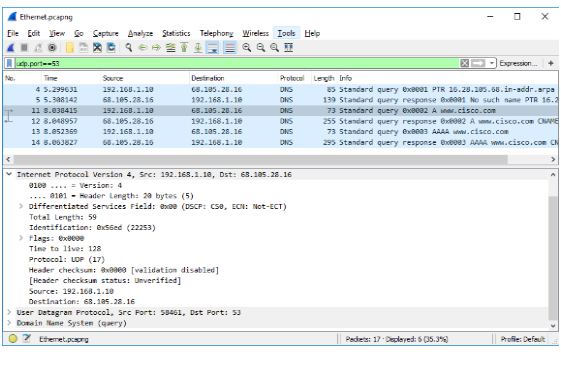 Ethernet.pcapng
File Edit View Go Capture Analyze Statistics Telephony Wireless Tools Help
udp.port==53 Expression... +
No. Time Source Destination Protocol Length Info
4 5.299631 192.168.1.10 68.105.28.16 DNS 85 Standard query 0x0001 PTR 16.28.105.68.in-addr.arpa
5 5.308142 192.168.1.10 68.105.28.16 DNS 139 Standard query response 0x0001 No such name PTR 16.2
11 8.038415 192.168.1.10 68.105.28.16 DNS 73 Standard query 0x0002 A www.cisco.com
12 8.048957 192.168.1.10 68.105.28.16 DNS 255 Standard query response 0x0002 A www.cisco.com CNAME
13 8.052369 192.168.1.10 68.105.28.16 DNS 73 Standard query 0x0003 AAAA www.cisco.com
14 8.063827 192.168.1.10 68.105.28.16 DNS 295 Standard query response 0x0003 AAAA www.cisco.com CN
Internet Protocol Version 4, Src: 192.168.1.10, Dst: 68.105.28.16
0100 .... = Version: 4
.... 0101 = Header Length: 20 bytes (5)
Differentiated Services Field: 0x00 (DSCP: CS0, ECN: Not-ECT)
Total Length: 59
Identification: 0x56ed (22253)
Flags: 0x0000
Time to live: 128
Protocol: UDP (17)
Header checksum: 0x0000 [validation disabled]
[Header checksum status: Unverified]
Source: 192.168.1.10
Destination: 68.105.28.16
User Datagram Protocol, Src Port: 58461, Dst Port: 53
Domain Name System (query)
Ethernet.pcapng Packets: 17 · Displayed: 6 (35.3%) Profile: Default